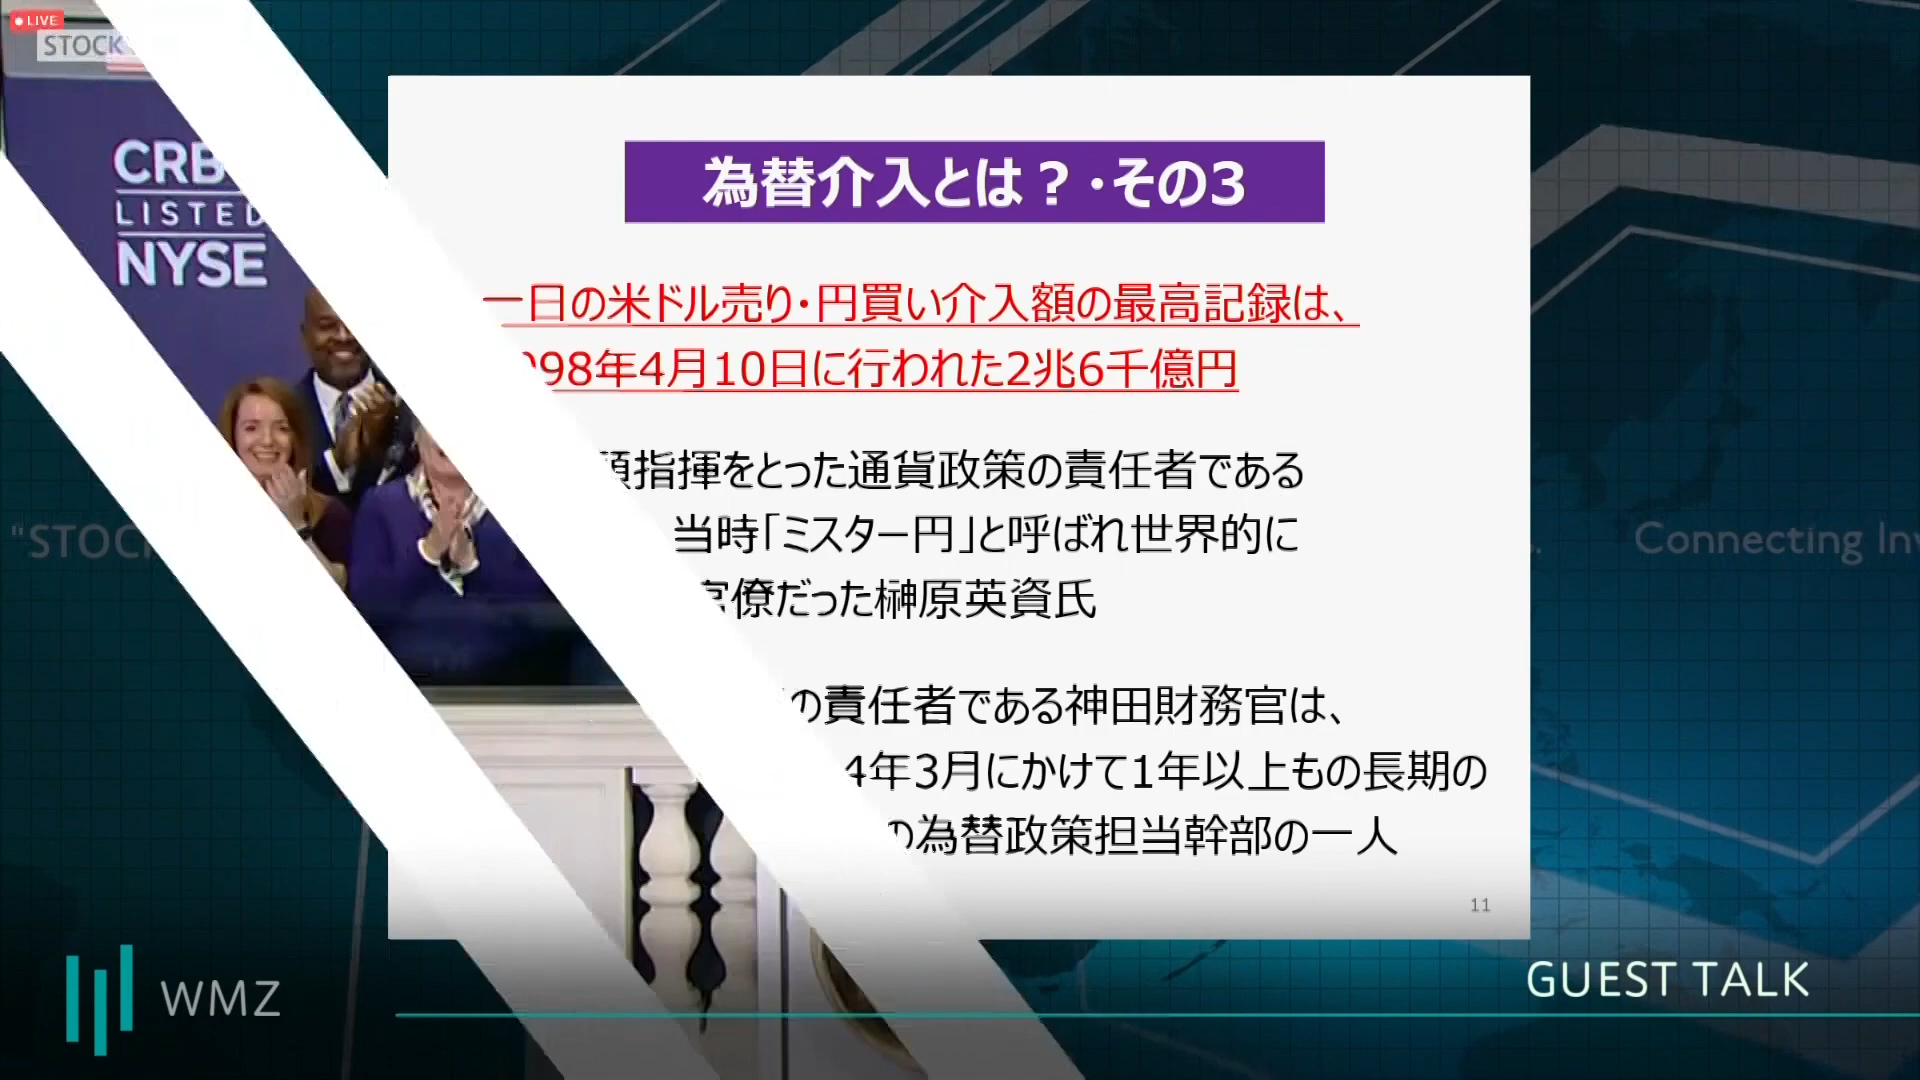 LIVE
STOCK
CRB
LISTED
NYSE
為替介入とは？・その3
一日の米ドル売り・円買い介入額の最高記録は、
998年4月10日に行われた2兆6千億円
指揮をとった通貨政策の責任者である
当時「ミスター円」と呼ばれ世界的に
官僚だった榊原英資氏
の責任者である神田財務官は、
4年3月にかけて1年以上もの長期の
の為替政策担当幹部の一人
11
"STOCK
Connecting Inv
WMZ
GUEST TALK